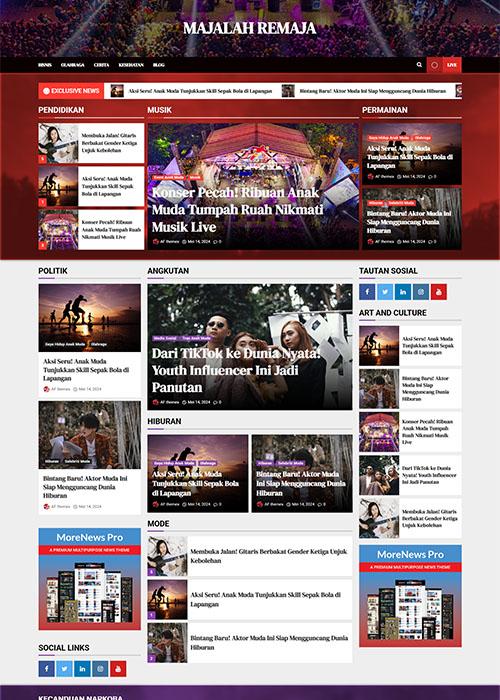 MAJALAH REMAJA
BISNIS OLAHRAGA CERITA KESEHATAN BLOG
LIVE
EXCLUSIVE NEWS
Aksi Seru! Anak Muda Tunjukkan Skill Sepak Bola di Lapangan
Bintang Baru! Aktor Muda Ini Siap Mengguncang Dunia Hiburan
PENDIDIKAN
Membuka Jalan! Gitaris
Berbakat Gender Ketiga
Unjuk Kebolehan
Aksi Seru! Anak Muda
Tunjukkan Skill Sepak
Bola di Lapangan
Konser Pecah! Ribuan
Anak Muda Tumpah Ruah
Nikmati Musik Live
MUSIK
Event Anak Muda Musik
Konser Pecah! Ribuan Anak
Muda Tumpah Ruah Nikmati
Musik Live
AF themes Mei 14, 2024 0
PERMAINAN
Gaya Hidup Anak Muda Olahraga
Aksi Seru! Anak Muda
Tunjukkan Skill Sepak Bola di
Lapangan
AF themes Mei 14, 2024 0
Hiburan Selebriti Muda
Bintang Baru! Aktor Muda Ini
Siap Mengguncang Dunia
Hiburan
AF themes Mei 14, 2024 0
POLITIK
Gaya Hidup Anak Muda Olahraga
Aksi Seru! Anak Muda
Tunjukkan Skill Sepak Bola di
Lapangan
AF themes Mei 14, 2024
Hiburan Selebriti Muda
Bintang Baru! Aktor Muda Ini
Siap Mengguncang Dunia
Hiburan
AF themes Mei 14, 2024
MoreNews Pro
A PREMIUM MULTIPURPOSE NEWS THEME
SOCIAL LINKS
ANGKUTAN
Media Sosial Tren Anak Muda
Dari TikTok ke Dunia Nyata:
Youth Influencer Ini Jadi
Panutan
AF themes Mei 14, 2024 0
HIBURAN
Gaya Hidup Anak Muda Olahraga
Aksi Seru! Anak Muda
Tunjukkan Skill Sepak Bola
di Lapangan
AF themes Mei 14, 2024 0
Hiburan Selebriti Muda
Bintang Baru! Aktor Muda
Ini Siap Mengguncang Dunia
Hiburan
AF themes Mei 14, 2024 0
MODE
Membuka Jalan! Gitaris Berbakat Gender Ketiga Unjuk
Kebolehan
Aksi Seru! Anak Muda Tunjukkan Skill Sepak Bola di
Lapangan
Bintang Baru! Aktor Muda Ini Siap Mengguncang Dunia
Hiburan
TAUTAN SOSIAL
ART AND CULTURE
Aksi Seru! Anak Muda
Tunjukkan Skill Sepak
Bola di Lapangan
Bintang Baru! Aktor
Muda Ini Siap
Mengguncang Dunia
Hiburan
Konser Pecah! Ribuan
Anak Muda Tumpah
Ruah Nikmati Musik
Live
Dari TikTok ke Dunia
Nyata: Youth Influencer
Ini Jadi Panutan
Membuka Jalan! Gitaris
Berbakat Gender Ketiga
Unjuk Kebolehan
MoreNews Pro
A PREMIUM MULTIPURPOSE NEWS THEME
KECANDUAN NARKOBA